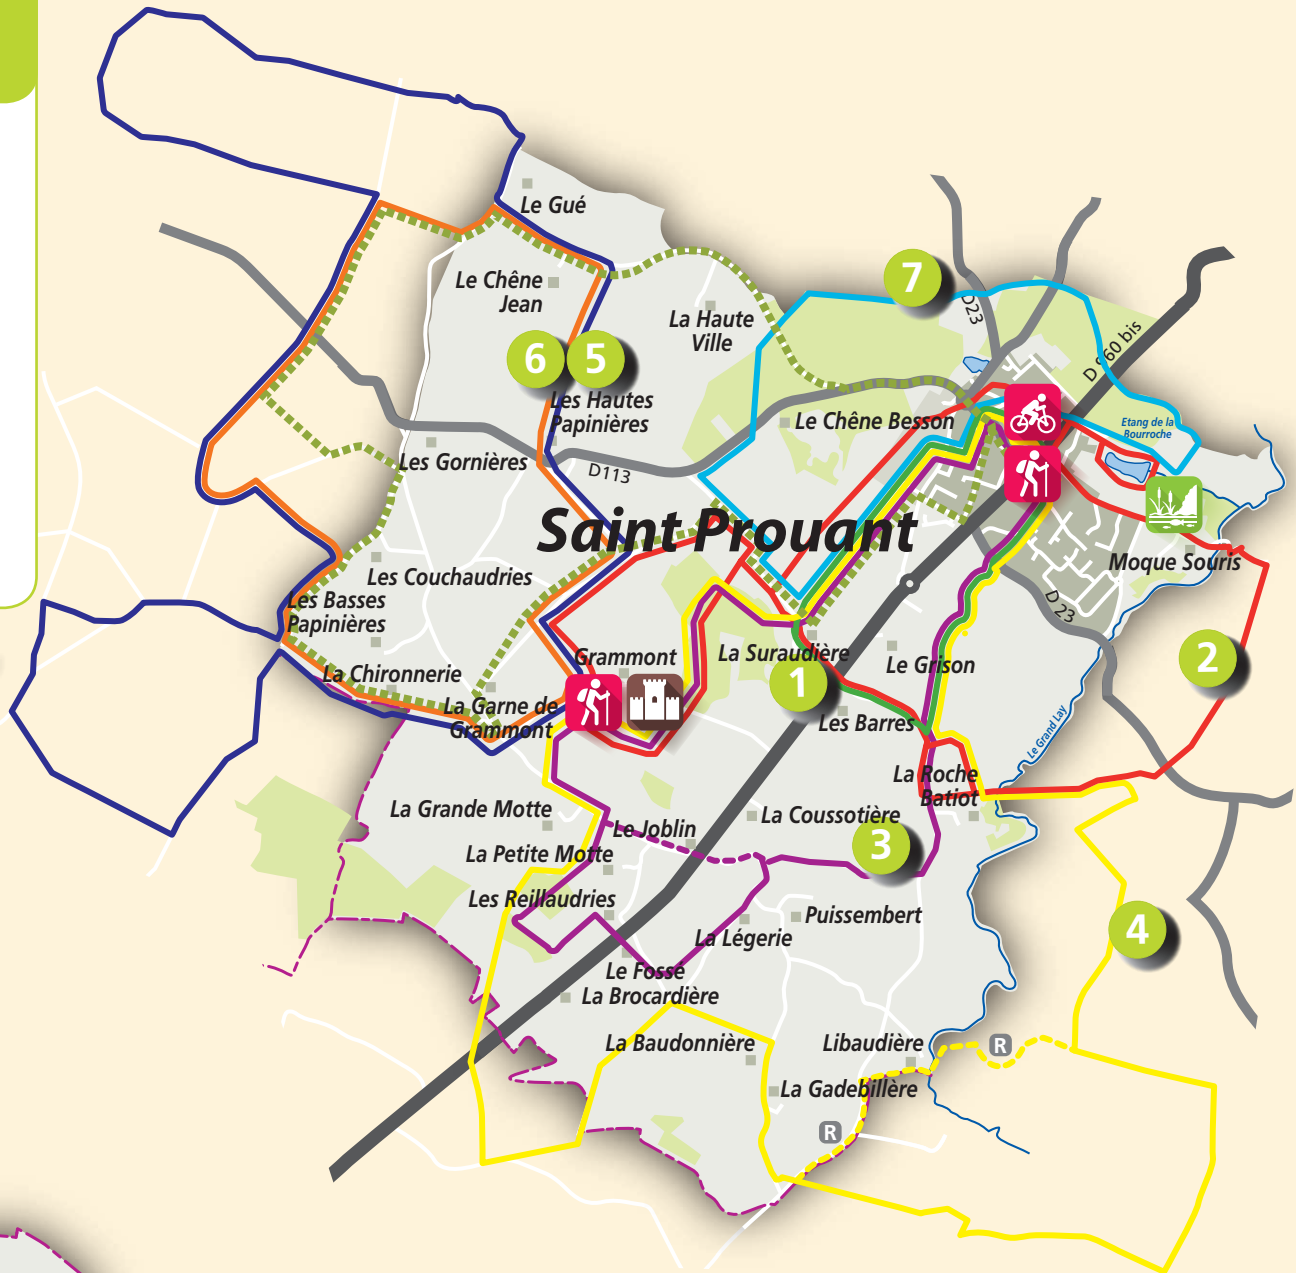 Le Gué
Le Chêne
Jean
La Haute
Ville
7
D23
D 960 bis
6
5
Les Hautes
Papinières
Le Chêne Besson
Etang de la
Bourroche
Les Gornières
D113
Saint Prouant
Moque Souris
Les Couchaudries
Les Basses
Papinières
D 23
La Chironnerie
Grammont
La Suraudière
Le Grison
2
1
La Garne de
Grammont
Les Barres
Le Grand Lay
La Roche
Batiot
La Grande Motte
Le Joblin
La Coussotière
3
La Petite Motte
Les Reillaudries
Puissembert
4
La Légerie
Le Fossé
La Brocardière
La Baudonnière
Libaudière
R
La Gadebillère
R